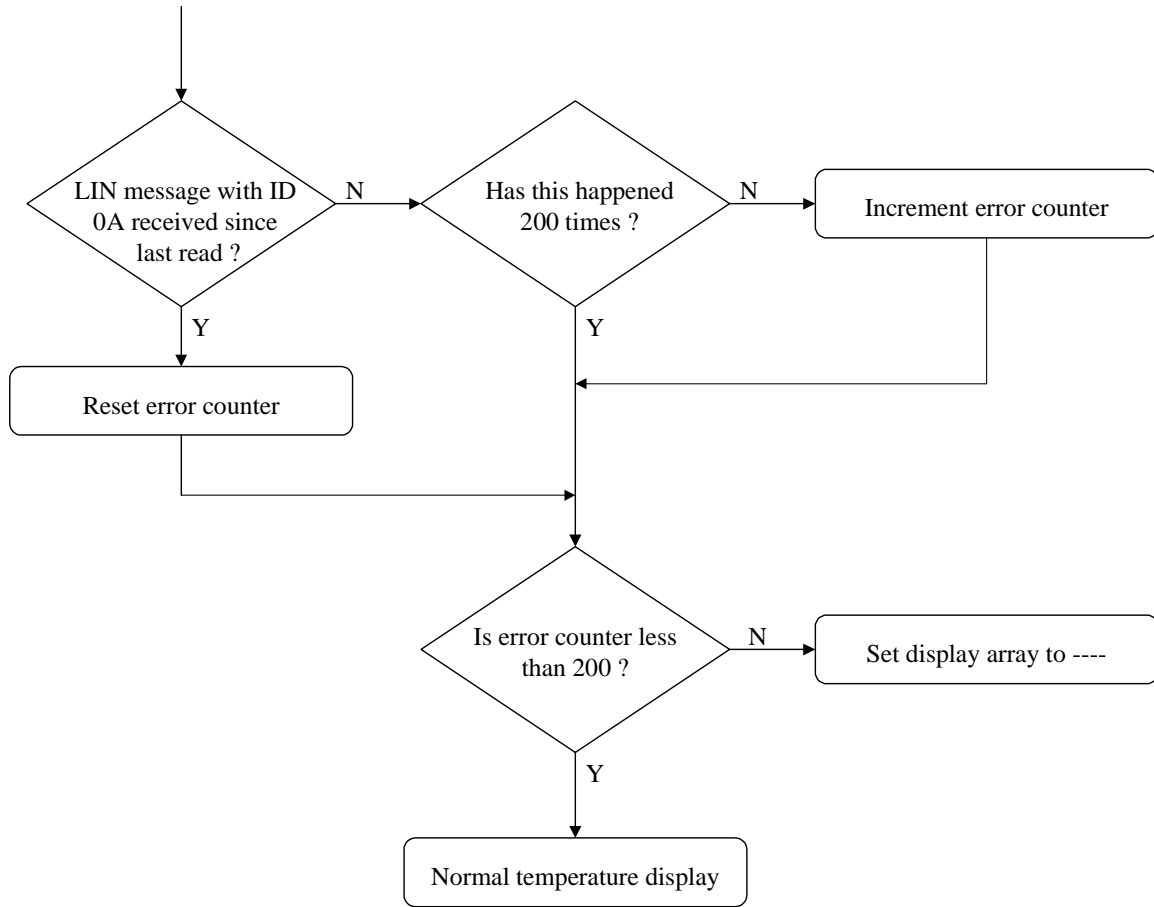 LIN message with ID
0A received since
last read ?
N
Has this happened
200 times ?
N
Increment error counter
Y
Y
Reset error counter
Is error counter less
than 200 ?
N
Set display array to ----
Y
Normal temperature display